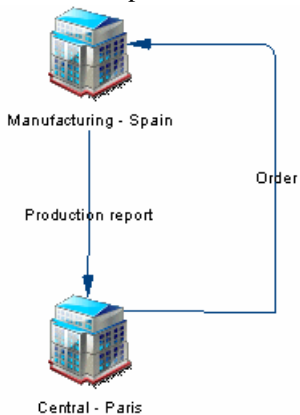 Manufacturing - Spain
Order
Production report
Central - Paris